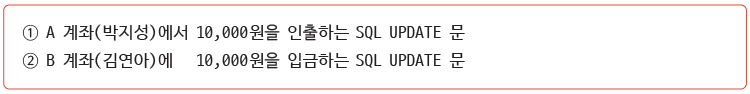 ① A 계좌(박지성)에서 10,000원을 인출하는 SQL UPDATE 문
② B 계좌(김연아)에 10,000원을 입금하는 SQL UPDATE 문